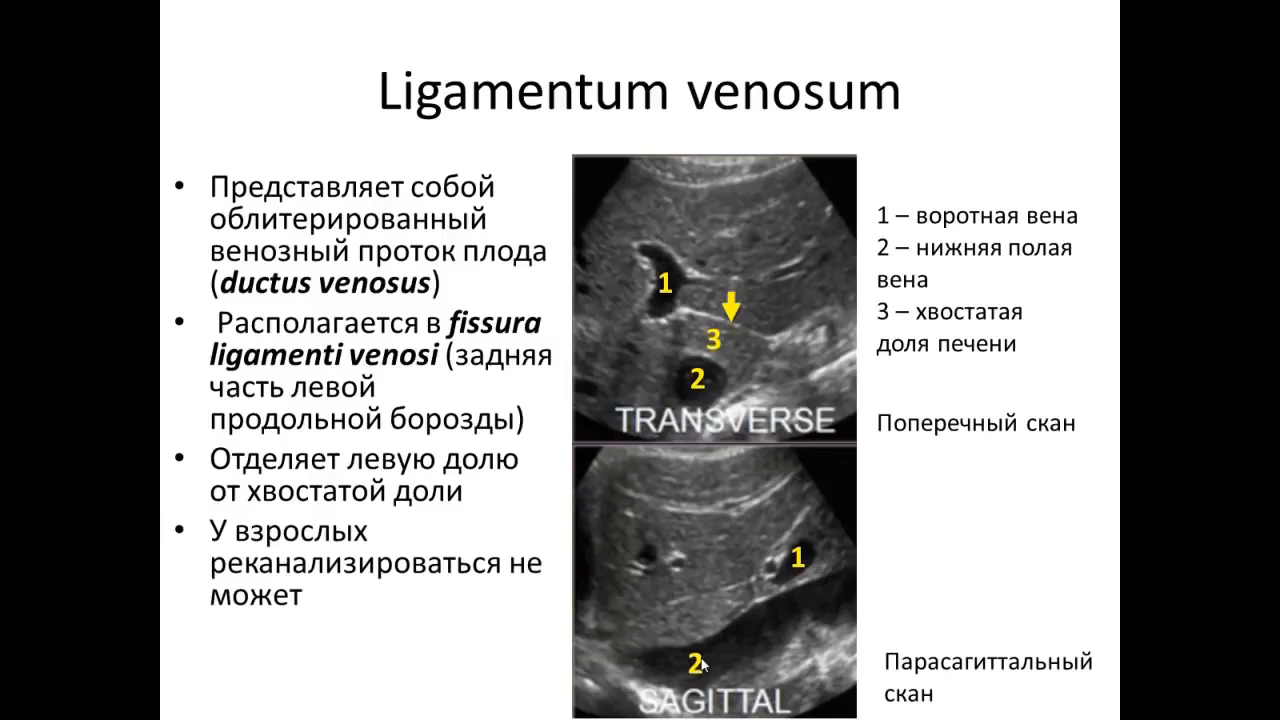 Ligamentum venosum
• Представляет собой
облитерированный
венозный проток плода
(ductus venosus)
• Располагается в fissura
ligamenti venosi (задняя
часть левой
продольной борозды)
• Отделяет левую долю
от хвостатой доли
• У взрослых
реканализироваться не
может
1
3
2
TRANSVERSE
1
2
SAGITTAL
1 – воротная вена
2 – нижняя полая
вена
3 – хвостатая
доля печени
Поперечный скан
Парасагиттальный
скан